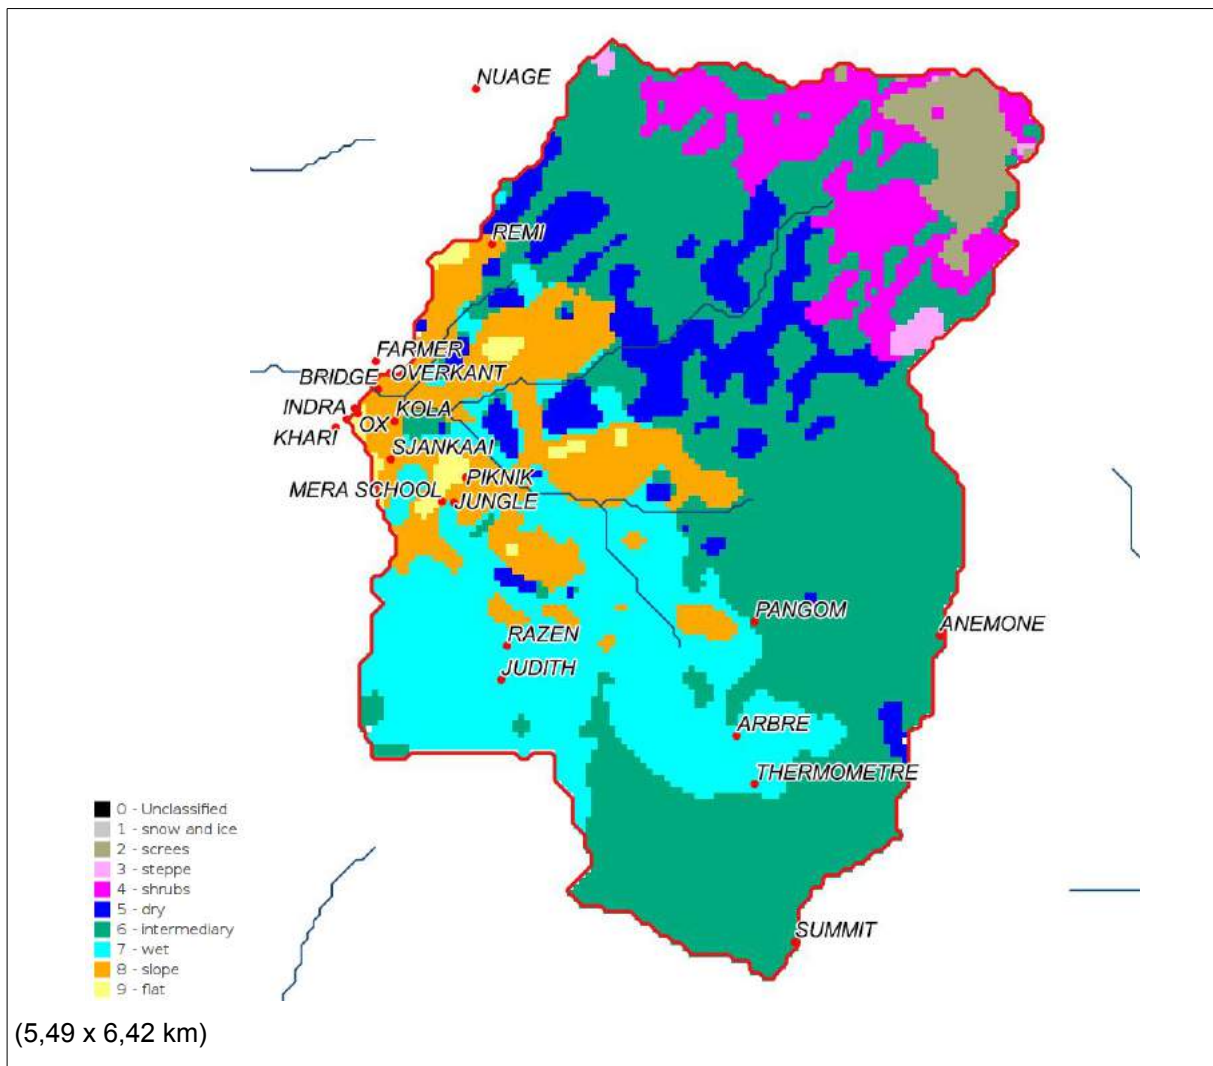 NUAGE
REMI
FARMER
OVERKANT
BRIDGE
INDRA
KOLA
OX
KHARI
SJANKAAI
PIKNIK
MERA SCHOOL
JUNGLE
PANGOM
ANEMONE
RAZEN
JUDITH
ARBRE
THERMOMETRE
SUMMIT
0 - Unclassified
1 - snow and ice
2 - screes
3 - steppe
4 - shrubs
5 - dry
6 - intermediary
7 - wet
8 - slope
9 - flat
(5,49 x 6,42 km)